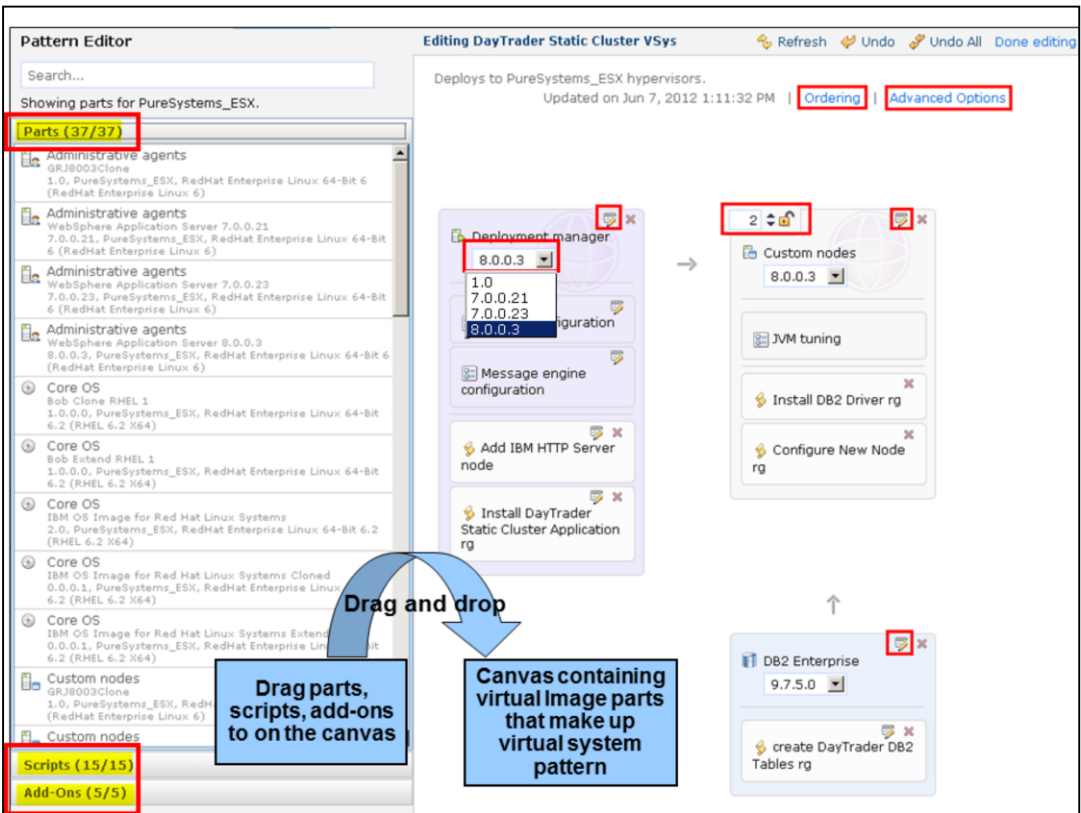 Pattern Editor
Search...
Showing parts for PureSystems_ESX.
Parts (37/37)
Administrative agents
GRJ8003Clone
1.0, PureSystems_ESX, RedHat Enterprise Linux 64-Bit 6
(RedHat Enterprise Linux 6)
Administrative agents
WebSphere Application Server 7.0.0.21
7.0.0.21, PureSystems_ESX, RedHat Enterprise Linux 64-Bit
6 (RedHat Enterprise Linux 6)
Administrative agents
WebSphere Application Server 7.0.0.23
7.0.0.23, PureSystems_ESX, RedHat Enterprise Linux 64-Bit
6 (RedHat Enterprise Linux 6)
Administrative agents
WebSphere Application Server 8.0.0.3
8.0.0.3, PureSystems_ESX, RedHat Enterprise Linux 64-Bit 6
(RedHat Enterprise Linux 6)
Core OS
Bob Clone RHEL 1
1.0.0.0, PureSystems_ESX, RedHat Enterprise Linux 64-Bit
6.2 (RHEL 6.2 X64)
Core OS
Bob Extend RHEL 1
1.0.0.0, PureSystems_ESX, RedHat Enterprise Linux 64-Bit
6.2 (RHEL 6.2 X64)
Core OS
IBM OS Image for Red Hat Linux Systems
2.0, PureSystems_ESX, RedHat Enterprise Linux 64-Bit 6.2
(RHEL 6.2 X64)
Core OS
IBM OS Image for Red Hat Linux Systems Cloned
0.0.0.1, PureSystems_ESX, RedHat Enterprise Linux
6.2 (RHEL 6.2 X64)
Core OS
IBM OS Image for Red Hat Linux Systems Extend
0.0.0.1, PureSystems_ESX, RedHat Enterprise Lin it
6.2 (RHEL 6.2 X64)
Custom nodes
GRJ8003Clone
1.0, PureSystems_ESX, RedH
(RedHat Enterprise Linux 6)
Custom nodes
Scripts (15/15)
Add-Ons (5/5)
Editing DayTrader Static Cluster VSys
Refresh Undo Undo All Done editing
Deploys to PureSystems_ESX hypervisors.
Updated on Jun 7, 2012 1:11:32 PM | Ordering | Advanced Options
Deployment manager
8.0.0.3
1.0
7.0.0.21
7.0.0.23
8.0.0.3
iguration
Message engine
configuration
Add IBM HTTP Server
node
Install DayTrader
Static Cluster Application
rg
2
Custom nodes
8.0.0.3
JVM tuning
Install DB2 Driver rg
Configure New Node
rg
DB2 Enterprise
9.7.5.0
create DayTrader DB2
Tables rg
Drag and drop
Drag parts,
scripts, add-ons
to on the canvas
Canvas containing
virtual Image parts
that make up
virtual system
pattern